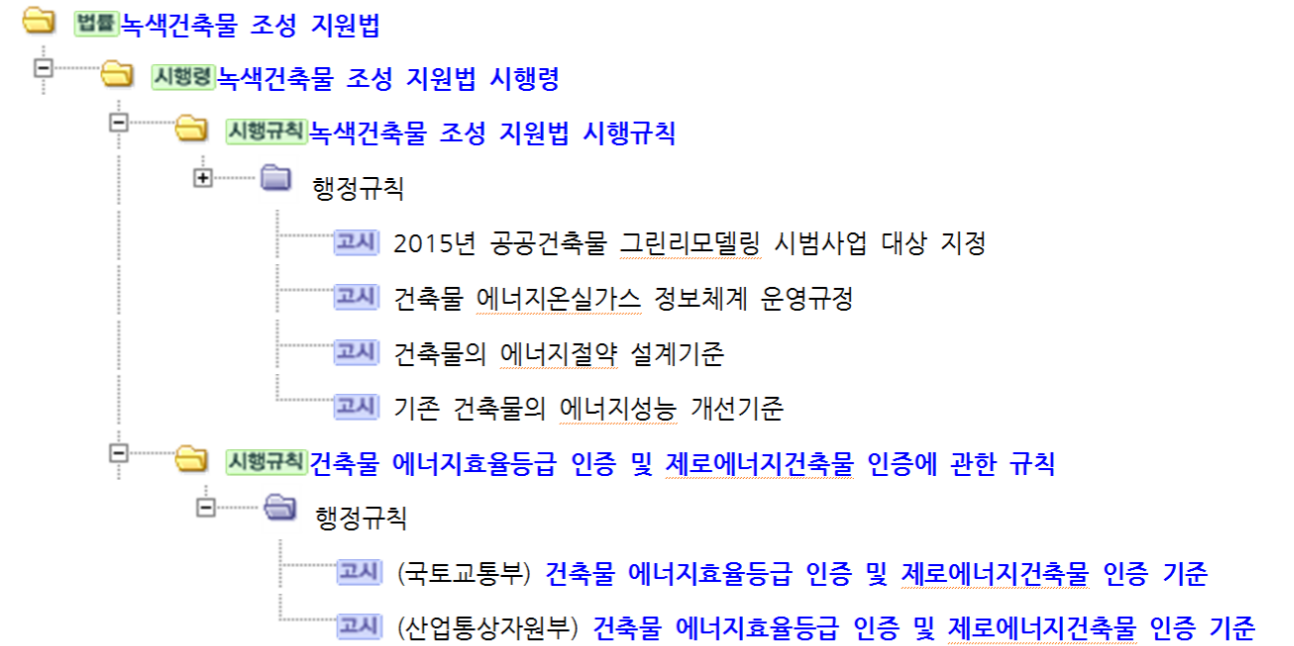 법률 녹색건축물 조성 지원법
시행령 녹색건축물 조성 지원법 시행령
시행규칙 녹색건축물 조성 지원법 시행규칙
행정규칙
고시 2015년 공공건축물 그린리모델링 시범사업 대상 지정
고시 건축물 에너지온실가스 정보체계 운영규정
고시 건축물의 에너지절약 설계기준
고시 기존 건축물의 에너지성능 개선기준
시행규칙 건축물 에너지효율등급 인증 및 제로에너지건축물 인증에 관한 규칙
행정규칙
고시 (국토교통부) 건축물 에너지효율등급 인증 및 제로에너지건축물 인증 기준
고시 (산업통상자원부) 건축물 에너지효율등급 인증 및 제로에너지건축물 인증 기준